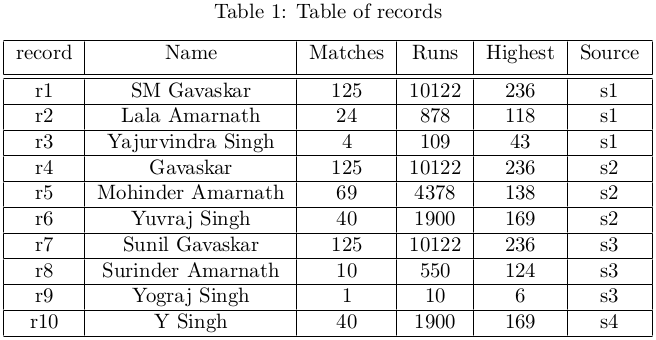 Table 1: Table of records
record Name Matches Runs Highest Source
r1 SM Gavaskar 125 10122 236 s1
r2 Lala Amarnath 24 878 118 s1
r3 Yajurvindra Singh 4 109 43 s1
r4 Gavaskar 125 10122 236 s2
r5 Mohinder Amarnath 69 4378 138 s2
r6 Yuvraj Singh 40 1900 169 s2
r7 Sunil Gavaskar 125 10122 236 s3
r8 Surinder Amarnath 10 550 124 s3
r9 Yograj Singh 1 10 6 s3
r10 Y Singh 40 1900 169 s4